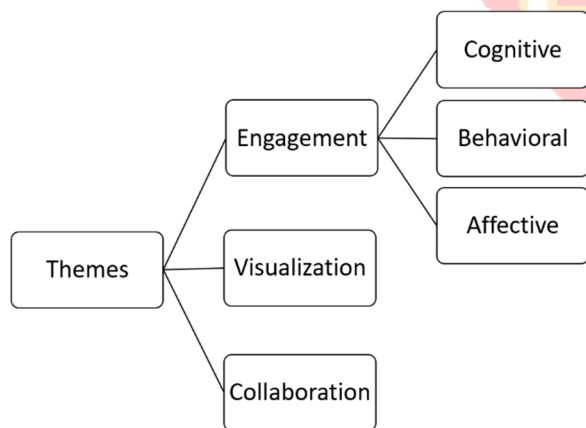 Themes
Engagement
Cognitive
Behavioral
Affective
Visualization
Collaboration